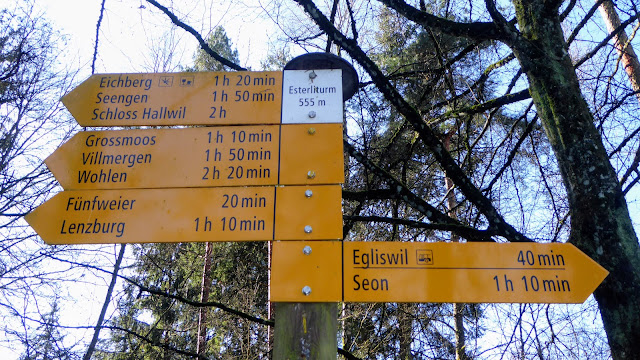 Esterliturm
555 m
Eichberg 1 h 20 min
Seengen 1 h 50 min
Schloss Hallwil 2 h
Grossmoos 1 h 10 min
Villmergen 1 h 50 min
Wohlen 2 h 20 min
Fünfweier 20 min
Lenzburg 1 h 10 min
Egliswil 40 min
Seon 1 h 10 min